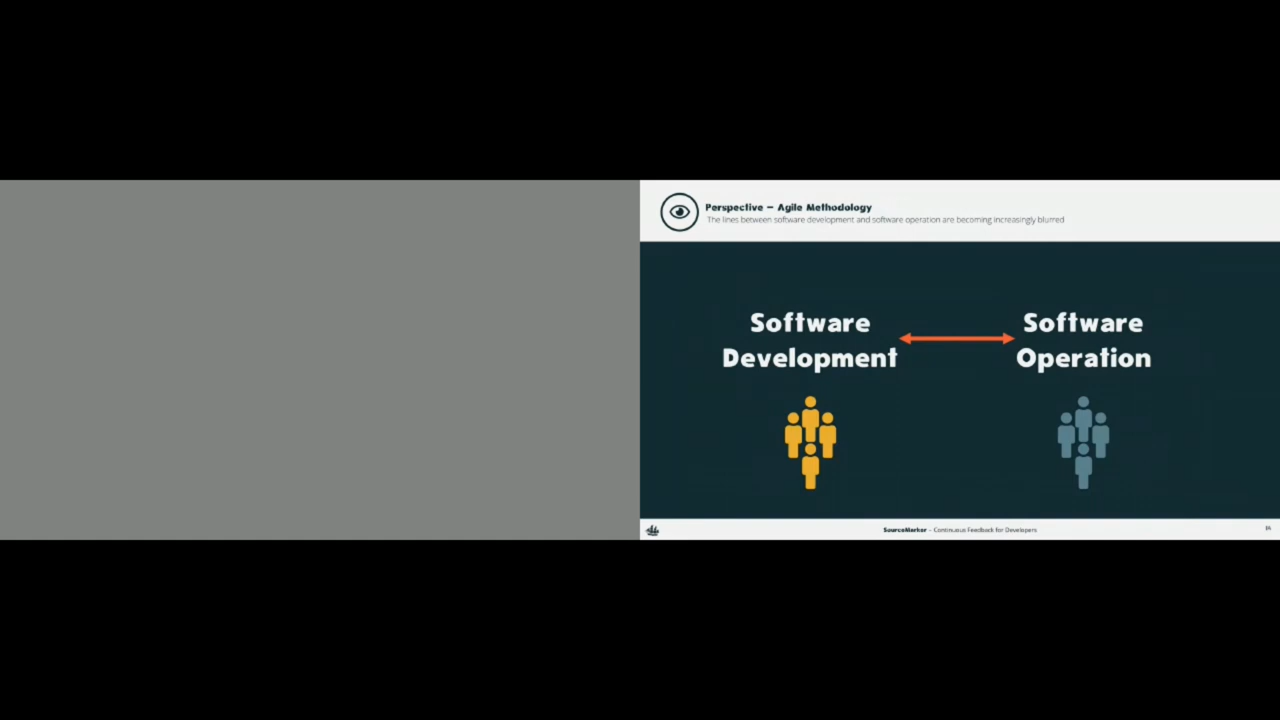 Perspective – Agile Methodology
The lines between software development and software operation are becoming increasingly blurred
Software
Development
Software
Operation
SourceMarker - Continuous Feedback for Developers